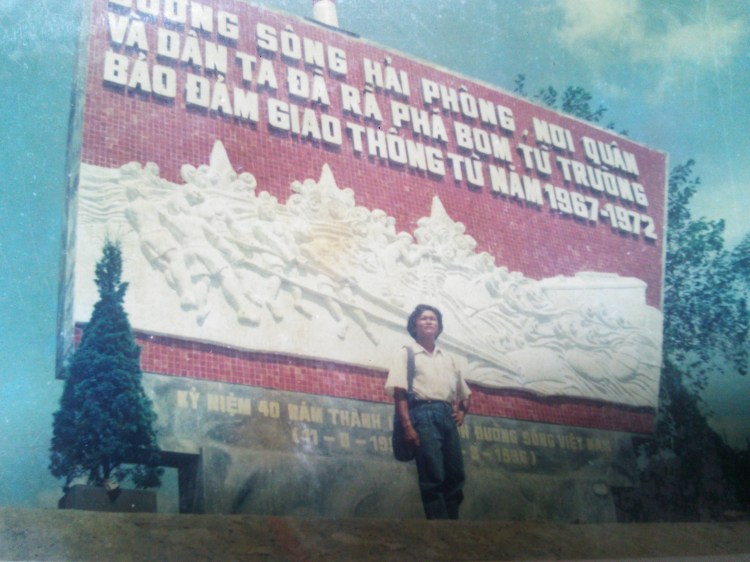 ĐƯỜNG SÔNG HẢI PHÒNG, NƠI QUÂN
VÀ DÂN TA ĐÃ RÀ PHÁ BOM TỪ TRƯỜNG
BẢO ĐẢM GIAO THÔNG TỪ NĂM 1967-1972
KỶ NIỆM 40 NĂM THÀNH ĐƯỜNG SÔNG VIỆT NAM